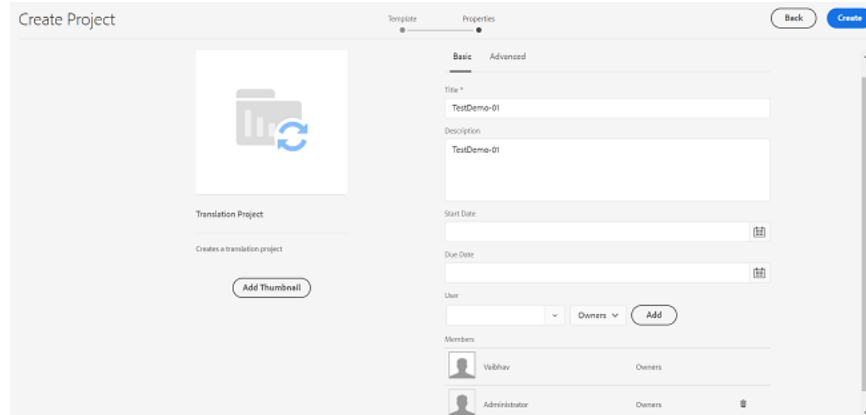 Create Project
Template Properties
Back Create
Basic Advanced
Title *
TestDemo-01
Description
TestDemo-01
Translation Project
Creates a translation project
Add Thumbnail
Start Date
Due Date
User
Owners Add
Members
Vaibhav Owners
Administrator Owners